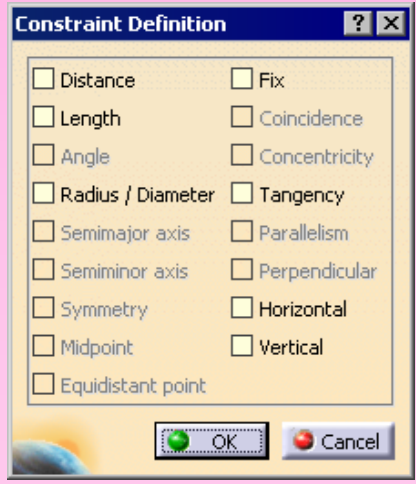 Constraint Definition ? X
Distance
Length
Angle
Radius / Diameter
Semimajor axis
Semiminor axis
Symmetry
Midpoint
Equidistant point
Fix
Coincidence
Concentricity
Tangency
Parallelism
Perpendicular
Horizontal
Vertical
OK Cancel